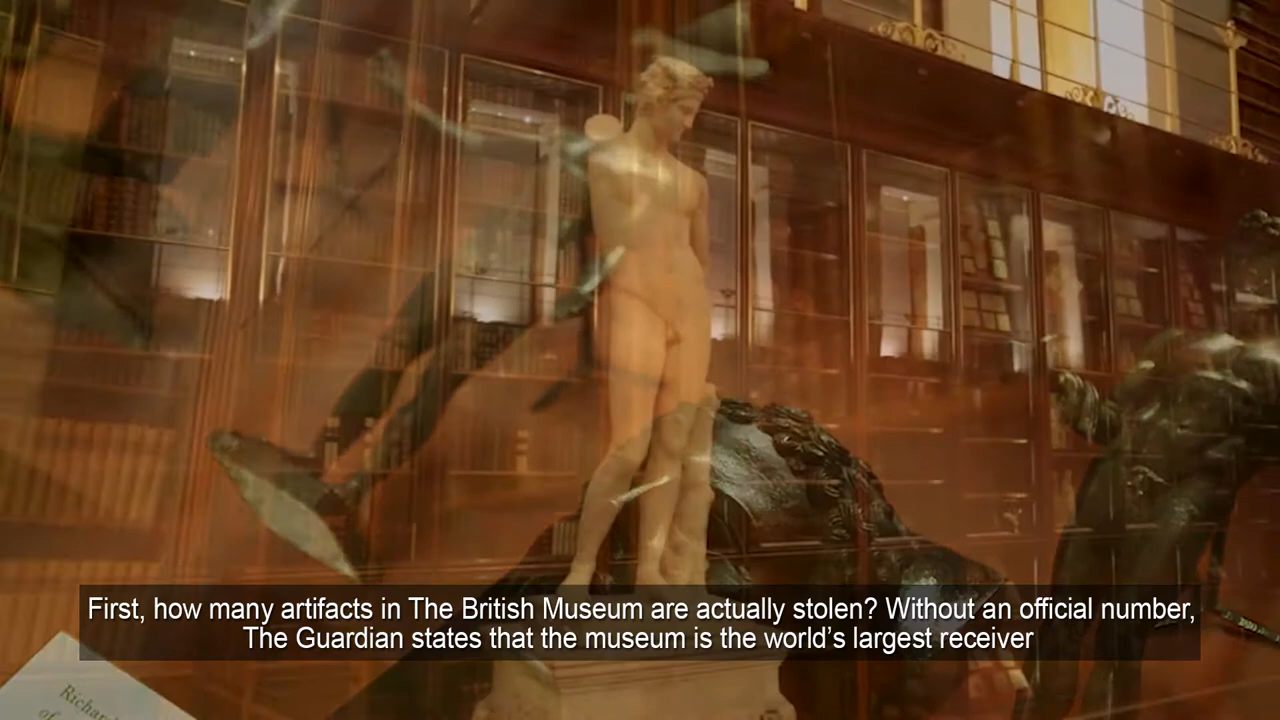 First, how many artifacts in The British Museum are actually stolen? Without an official number,
The Guardian states that the museum is the world’s largest receiver
of